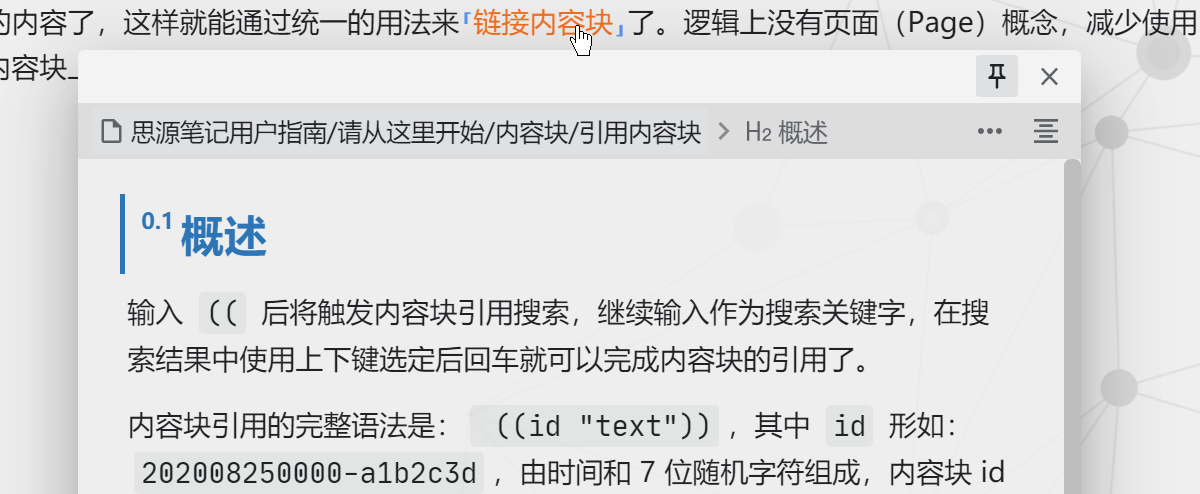 的内容了，这样就能通过统一的用法来「链接内容块」了。逻辑上没有页面（Page）概念，减少使用
内容块上
思源笔记用户指南/请从这里开始/内容块/引用内容块 > H2 概述
0.1 概述
输入 (( 后将触发内容块引用搜索，继续输入作为搜索关键字，在搜
索结果中使用上下键选定后回车就可以完成内容块的引用了。
内容块引用的完整语法是： ((id "text")) ，其中 id 形如：
202008250000-a1b2c3d ，由时间和 7 位随机字符组成，内容块 id